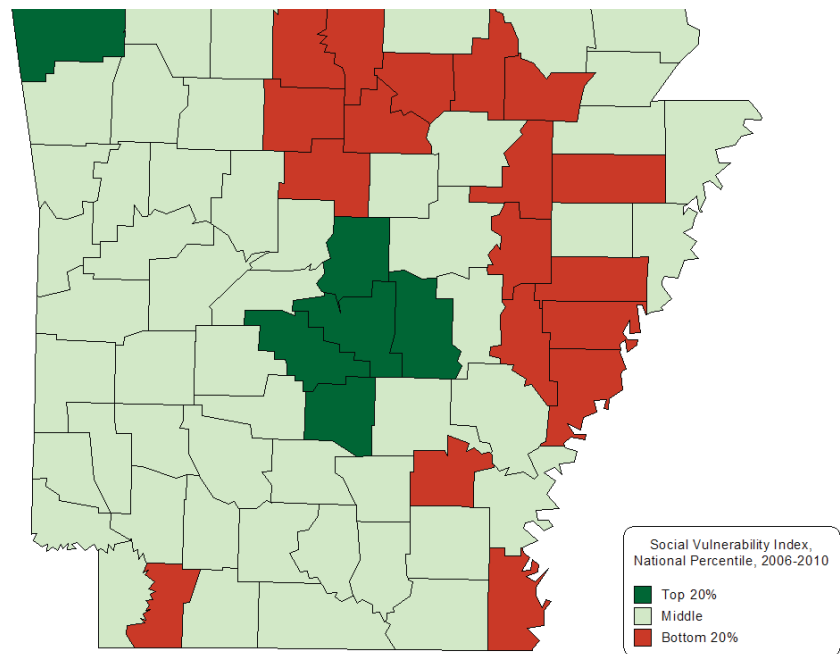 Social Vulnerability Index,
National Percentile, 2006-2010
Top 20%
Middle
Bottom 20%